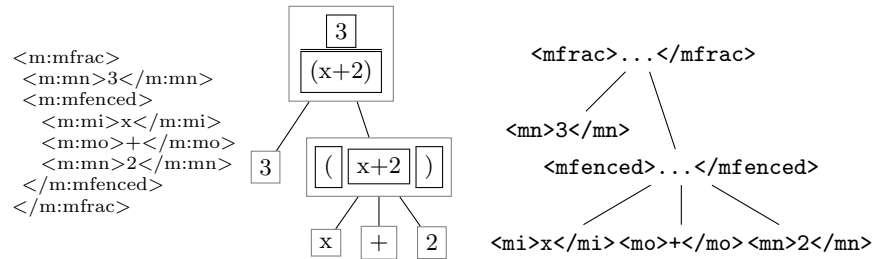 <m:mfrac>
<m:mn>3</m:mn>
<m:mfenced>
<m:mi>x</m:mi>
<m:mo>+</m:mo>
<m:mn>2</m:mn>
</m:mfenced>
</m:mfrac>
3
(x+2)
3
( x+2 )
x + 2
<mfrac>...</mfrac>
<mn>3</mn>
<mfenced>...</mfenced>
<mi>x</mi> <mo>+</mo> <mn>2</mn>